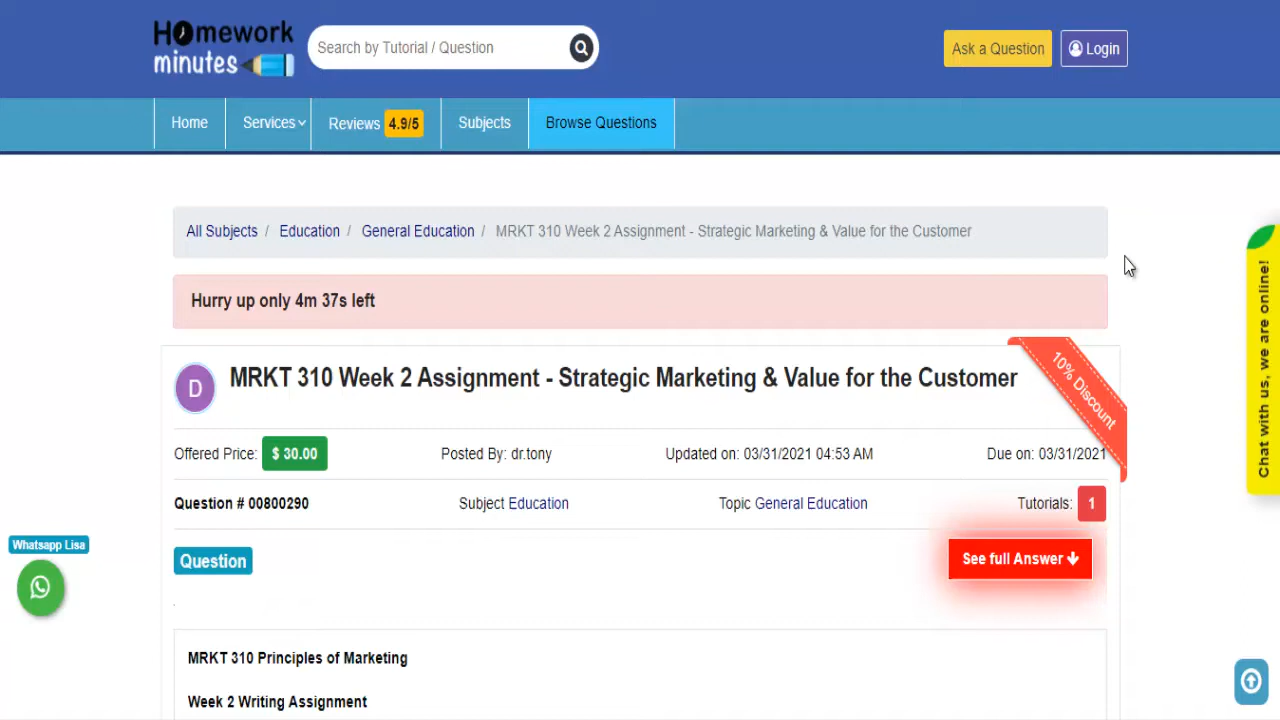 Homework
minutes
Search by Tutorial / Question
Ask a Question
Login
Home
Services
Reviews 4.9/5
Subjects
Browse Questions
All Subjects / Education / General Education / MRKT 310 Week 2 Assignment - Strategic Marketing & Value for the Customer
Hurry up only 4m 37s left
D
MRKT 310 Week 2 Assignment - Strategic Marketing & Value for the Customer
10% Discount
Offered Price: $ 30.00
Posted By: dr.tony
Updated on: 03/31/2021 04:53 AM
Due on: 03/31/2021
Question # 00800290
Subject Education
Topic General Education
Tutorials: 1
Question
See full Answer
MRKT 310 Principles of Marketing
Week 2 Writing Assignment
Whatsapp Lisa
Chat with us, we are online!